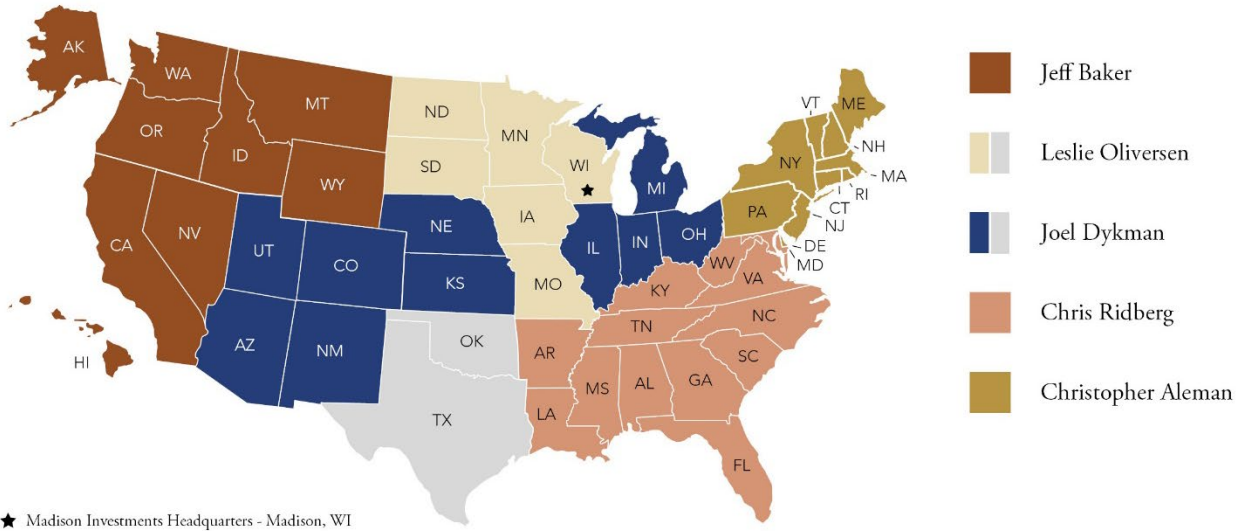 AK
WA
MT
ND
MN
VT
ME
OR
ID
WY
SD
WI
MI
NY
NH
MA
RI
CT
NJ
PA
DE
MD
CA
NV
UT
CO
NE
KS
IA
MO
IL
IN
OH
WV
VA
KY
NC
TN
SC
HI
AZ
NM
OK
TX
AR
LA
MS
AL
GA
FL
Jeff Baker
Leslie Oliversen
Joel Dykman
Chris Ridberg
Christopher Aleman
★ Madison Investments Headquarters - Madison, WI